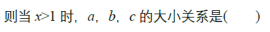 则当 x>1 时，a，b，c 的大小关系是(　　)